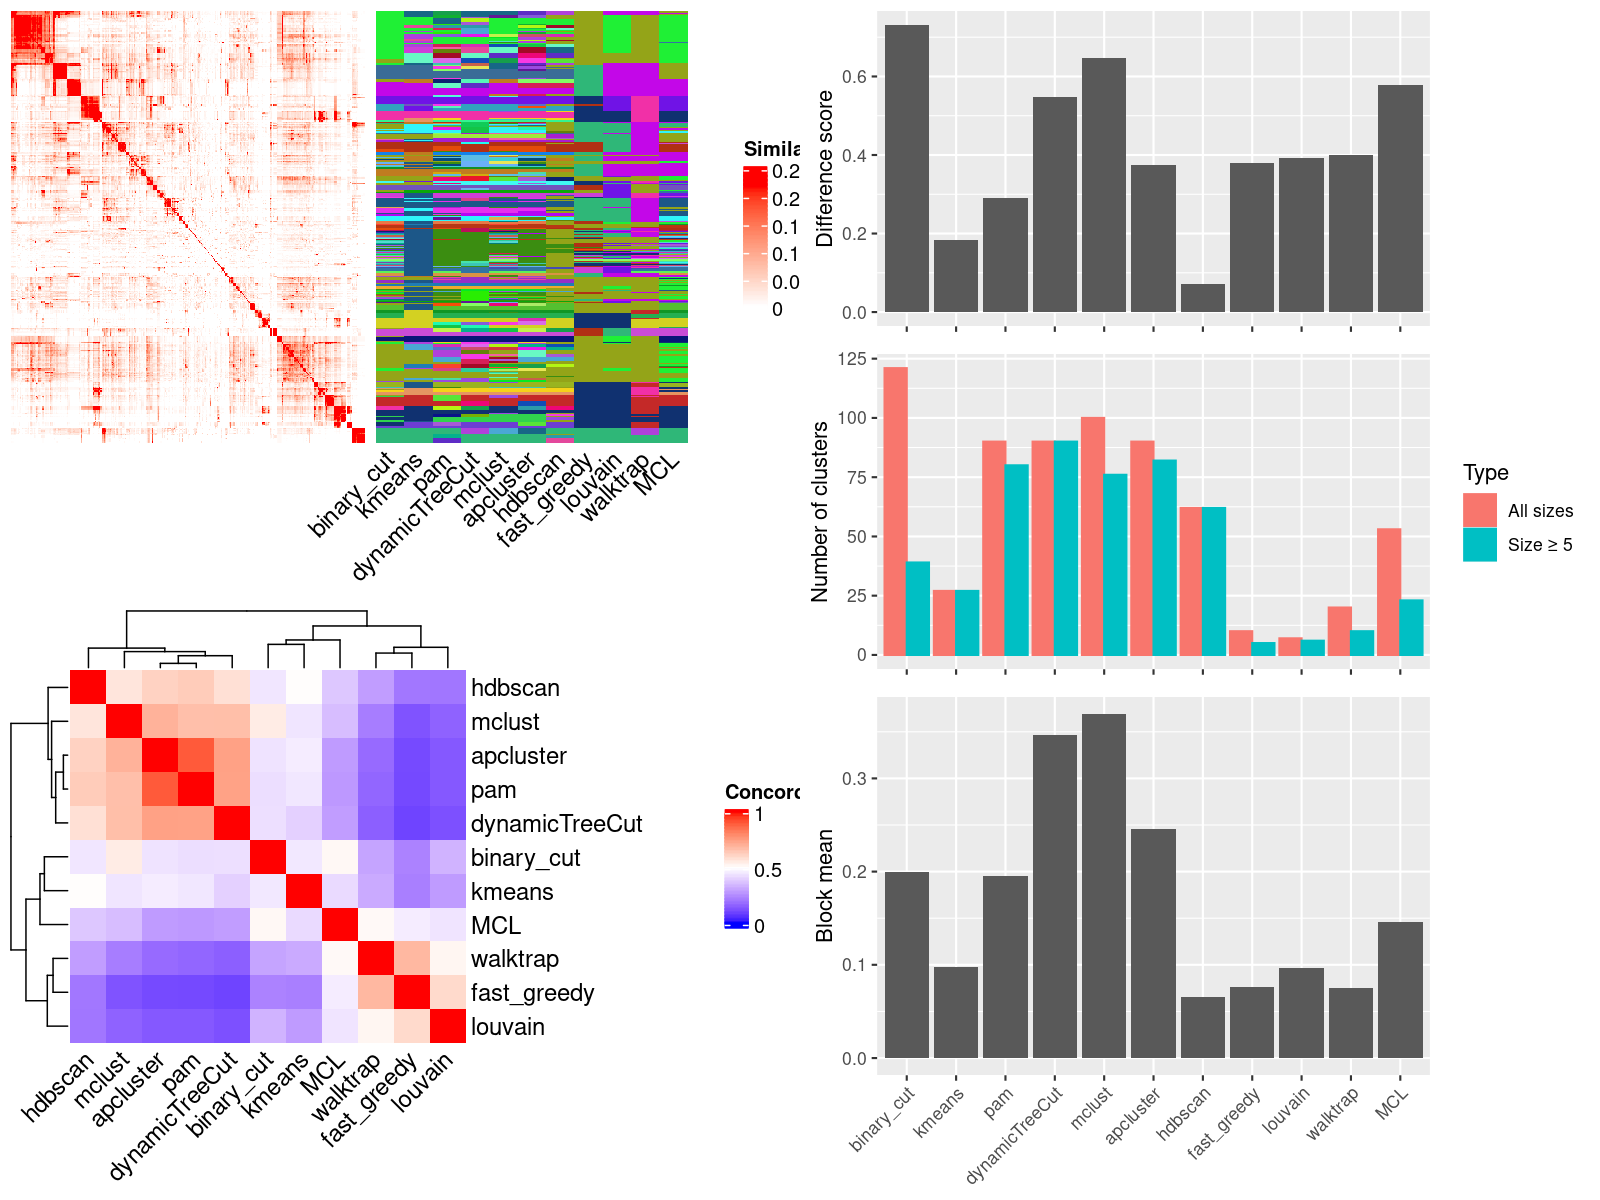 Simila
0.2
0.2
0.1
0.1
0.0
0
binary_cut
kmeans
pam
dynamicTreeCut
mclust
apcluster
hdbscan
fast_greedy
louvain
walktrap
MCL
hdbscan
mclust
apcluster
pam
dynamicTreeCut
binary_cut
kmeans
MCL
walktrap
fast_greedy
louvain
hdbscan
mclust
apcluster
pam
dynamicTreeCut
binary_cut
kmeans
MCL
walktrap
fast_greedy
louvain
Concord
1
0.5
0
Difference score
0.6
0.4
0.2
0.0
Number of clusters
125
100
75
50
25
0
Type
All sizes
Size ≥ 5
Block mean
0.3
0.2
0.1
0.0
binary_cut
kmeans
pam
dynamicTreeCut
mclust
apcluster
hdbscan
fast_greedy
louvain
walktrap
MCL